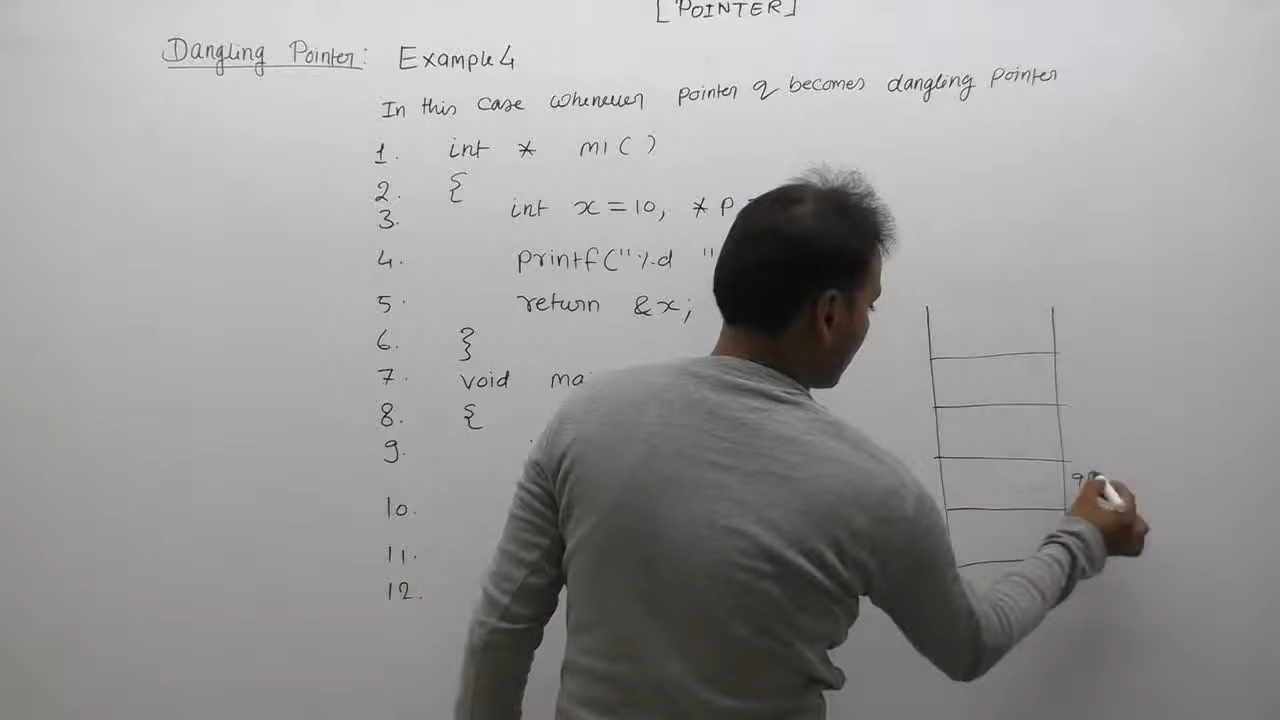 [POINTER]
Dangling Pointer: Example 4
In this case whenever pointer q becomes dangling pointer
1. int * m1( )
2. {
3. int x = 10, * P
4. printf("%d "
5. return &x;
6. }
7. void
8. {
9.
10.
11.
12.